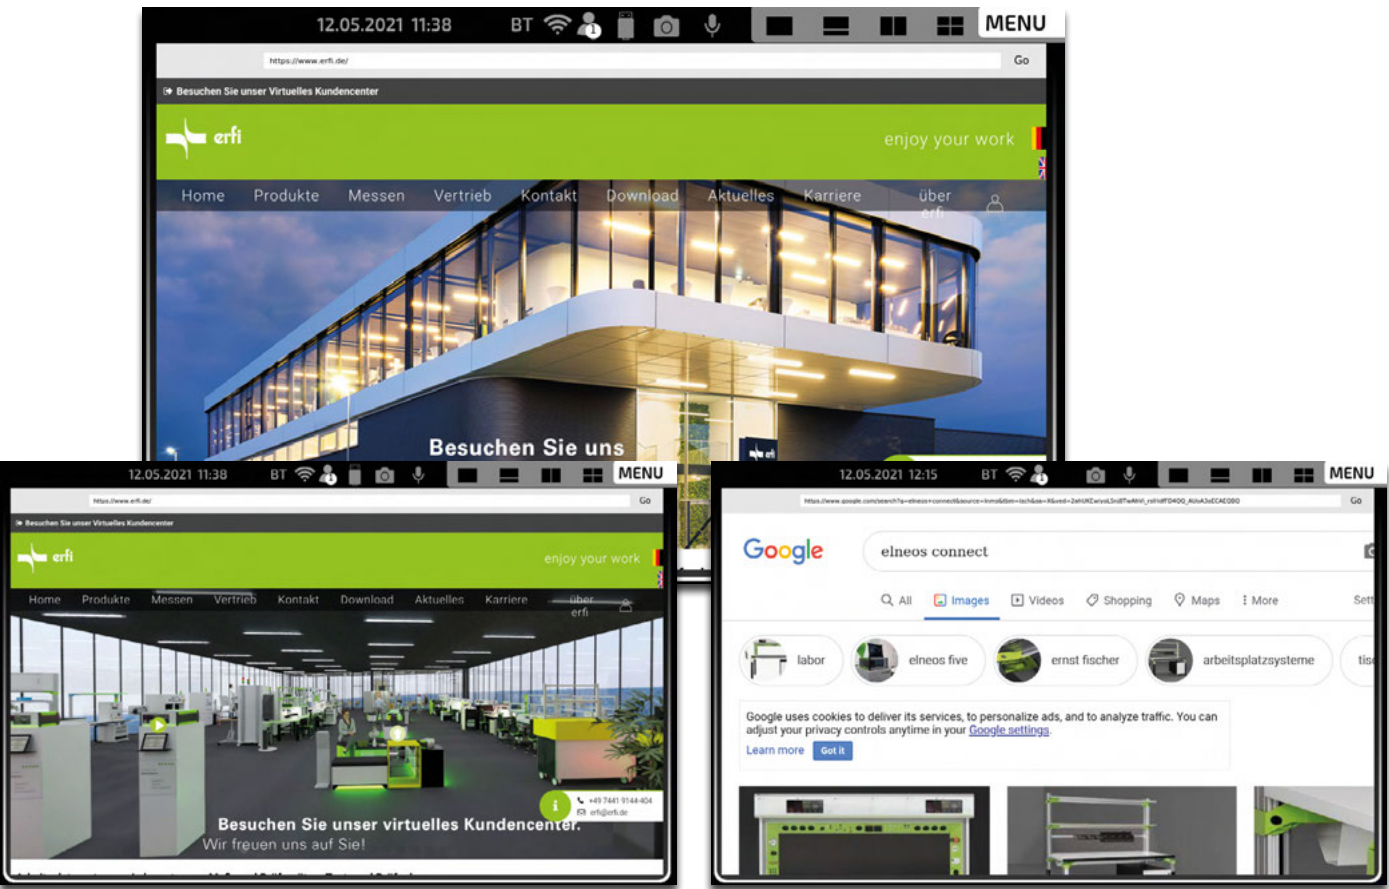 12.05.2021 11:38 BT 1 MENU
https://www.erfi.de/ Go
Besuchen Sie unser Virtuelles Kundencenter
erfi
enjoy your work
Home Produkte Messen Vertrieb Kontakt Download Aktuelles Karriere über erfi
Besuchen Sie uns
12.05.2021 11:38 BT 1 MENU
https://www.erfi.de/ Go
Besuchen Sie unser Virtuelles Kundencenter
erfi
enjoy your work
Home Produkte Messen Vertrieb Kontakt Download Aktuelles Karriere über erfi
+49 7441 9144-404
erfi@erfi.de
Besuchen Sie unser virtuelles Kundencenter.
Wir freuen uns auf Sie!
12.05.2021 12:15 BT 1 MENU
Go
Google
elneos connect
All Images Videos Shopping Maps More Sett
labor elneos five ernst fischer arbeitsplatzsysteme tisc
Google uses cookies to deliver its services, to personalize ads, and to analyze traffic. You can
adjust your privacy controls anytime in your Google settings.
Learn more Got it